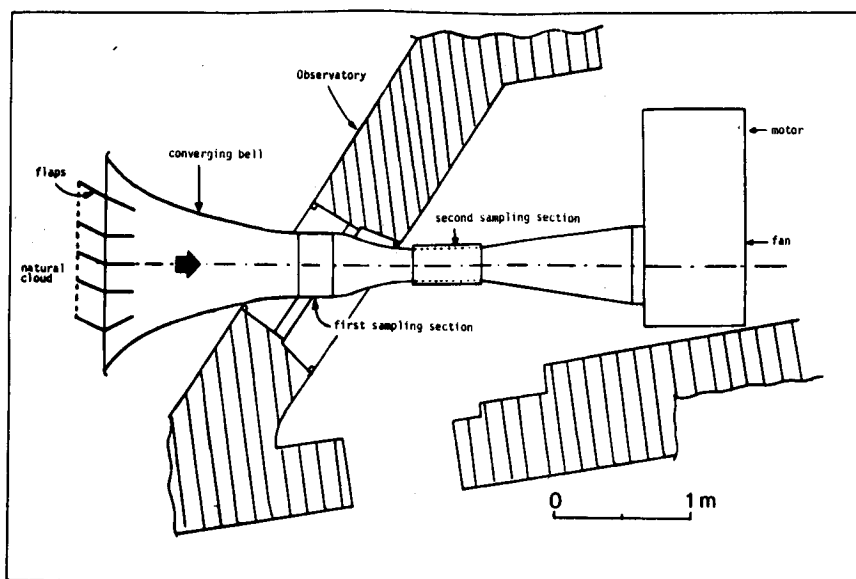 Observatory
motor
converging bell
flaps
second sampling section
fan
natural
cloud
first sampling section
0 1m